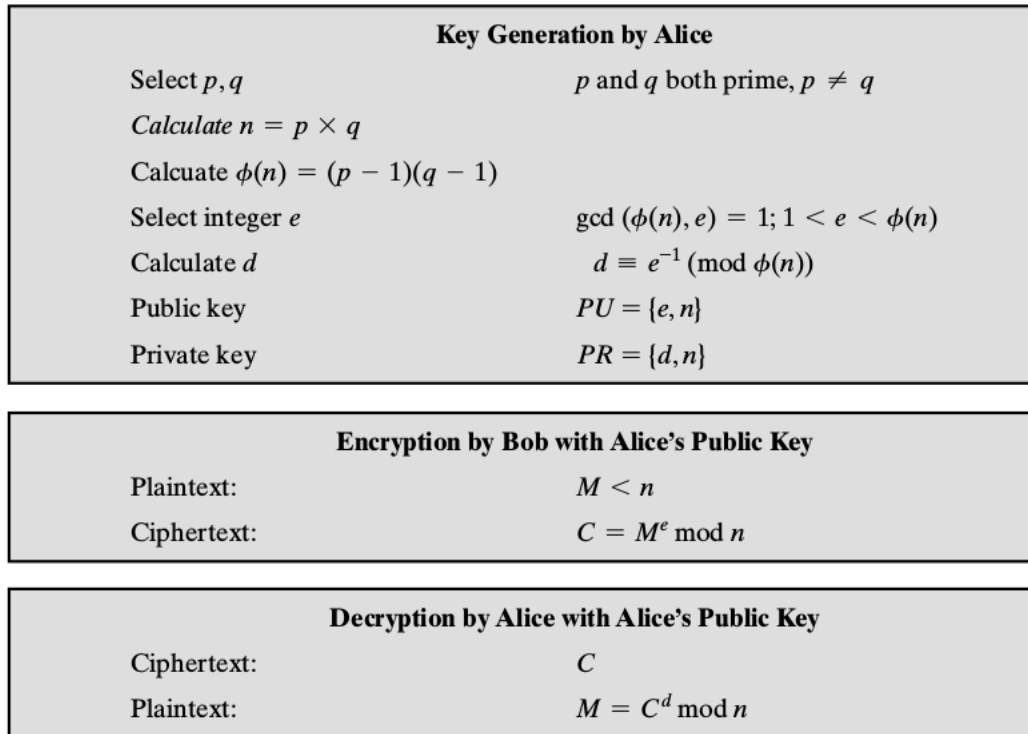 Key Generation by Alice
Select p, q p and q both prime, p ≠ q
Calculate n = p × q
Calcuate ϕ(n) = (p − 1)(q − 1)
Select integer e gcd (ϕ(n), e) = 1; 1 < e < ϕ(n)
Calculate d d ≡ e⁻¹ (mod ϕ(n))
Public key PU = {e, n}
Private key PR = {d, n}
Encryption by Bob with Alice's Public Key
Plaintext: M < n
Ciphertext: C = Mᵉ mod n
Decryption by Alice with Alice's Public Key
Ciphertext: C
Plaintext: M = Cᵈ mod n